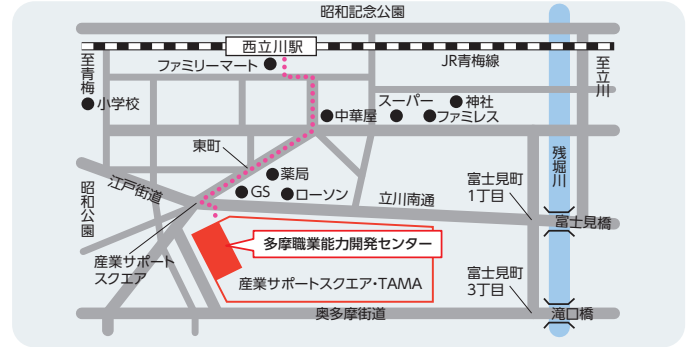 昭和記念公園
西立川駅
JR青梅線
至青梅
至立川
ファミリーマート
小学校
スーパー
神社
中華屋
ファミレス
東町
残堀川
薬局
GS
ローソン
江戸街道
昭和公園
立川南通
富士見町
1丁目
富士見橋
多摩職業能力開発センター
産業サポート
スクエア
産業サポートスクエア・TAMA
富士見町
3丁目
奥多摩街道
滝口橋